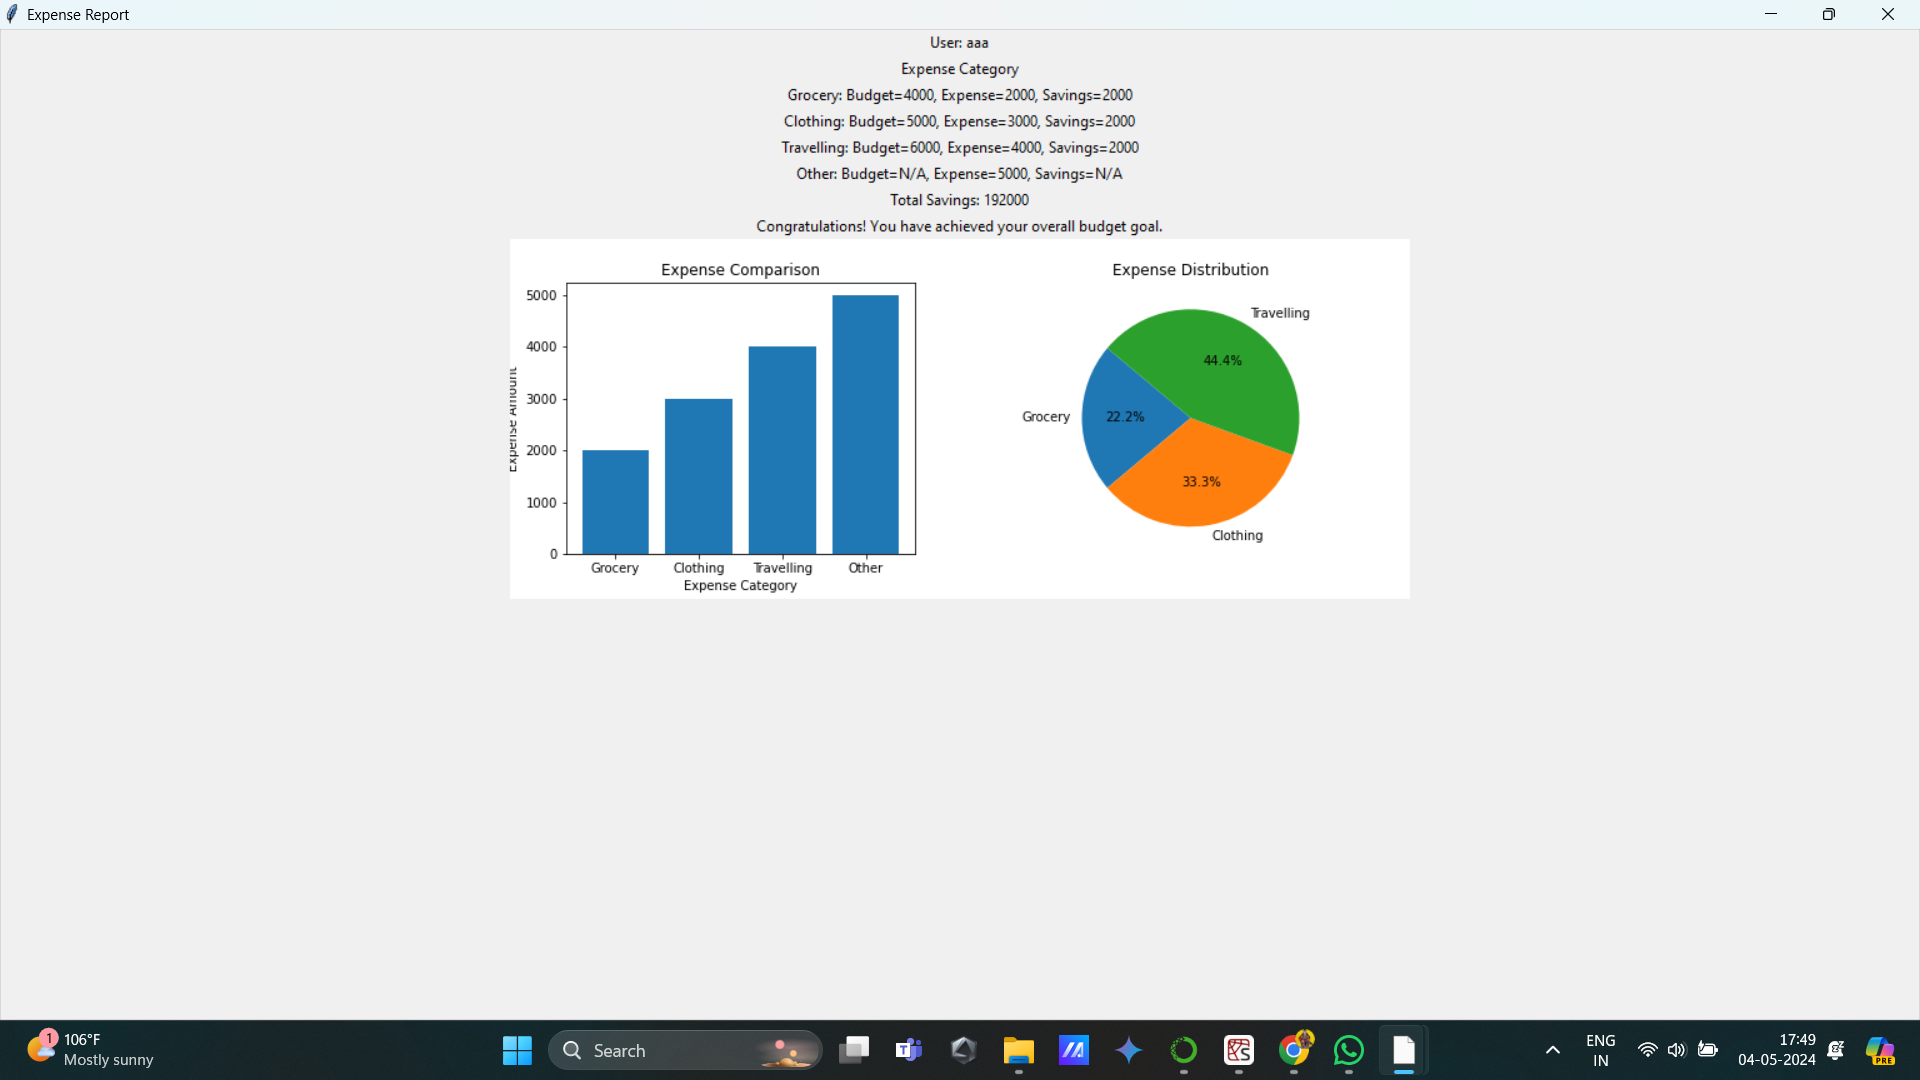 Expense Report
User: aaa
Expense Category
Grocery: Budget=4000, Expense=2000, Savings=2000
Clothing: Budget=5000, Expense=3000, Savings=2000
Travelling: Budget=6000, Expense=4000, Savings=2000
Other: Budget=N/A, Expense=5000, Savings=N/A
Total Savings: 192000
Congratulations! You have achieved your overall budget goal.
Expense Comparison
5000
4000
3000
2000
1000
0
Expense Amount
Grocery Clothing Travelling Other
Expense Category
Expense Distribution
Travelling
44.4%
Grocery
22.2%
33.3%
Clothing
1
106°F
Mostly sunny
Search
ENG
IN
17:49
04-05-2024
PRE